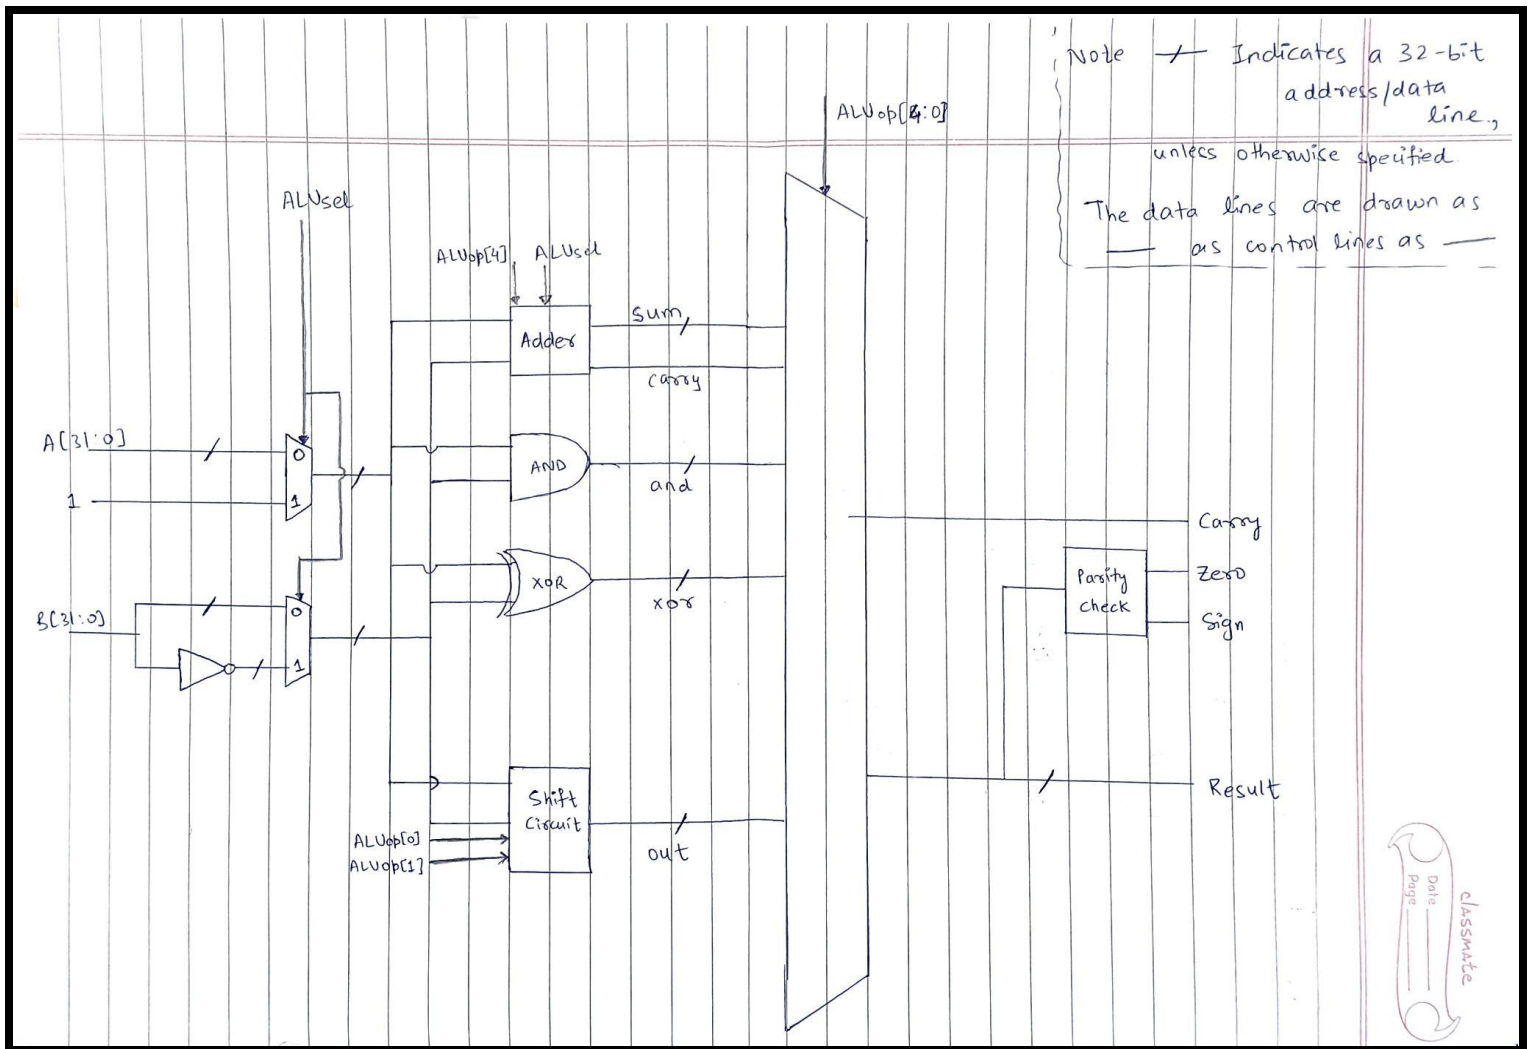 Note ⌿ Indicates a 32-bit
address/data
line,
unless otherwise specified.
The data lines are drawn as
— as control lines as —
ALUop[4:0]
ALUsel
ALUop[4] ALUsel
Adder
sum
carry
A[31:0]
0
1
1
AND
and
B[31:0]
0
1
XOR
xor
Carry
Parity
check
Zero
Sign
Shift
Circuit
ALUop[0]
ALUop[1]
out
Result
classmate
Date
Page